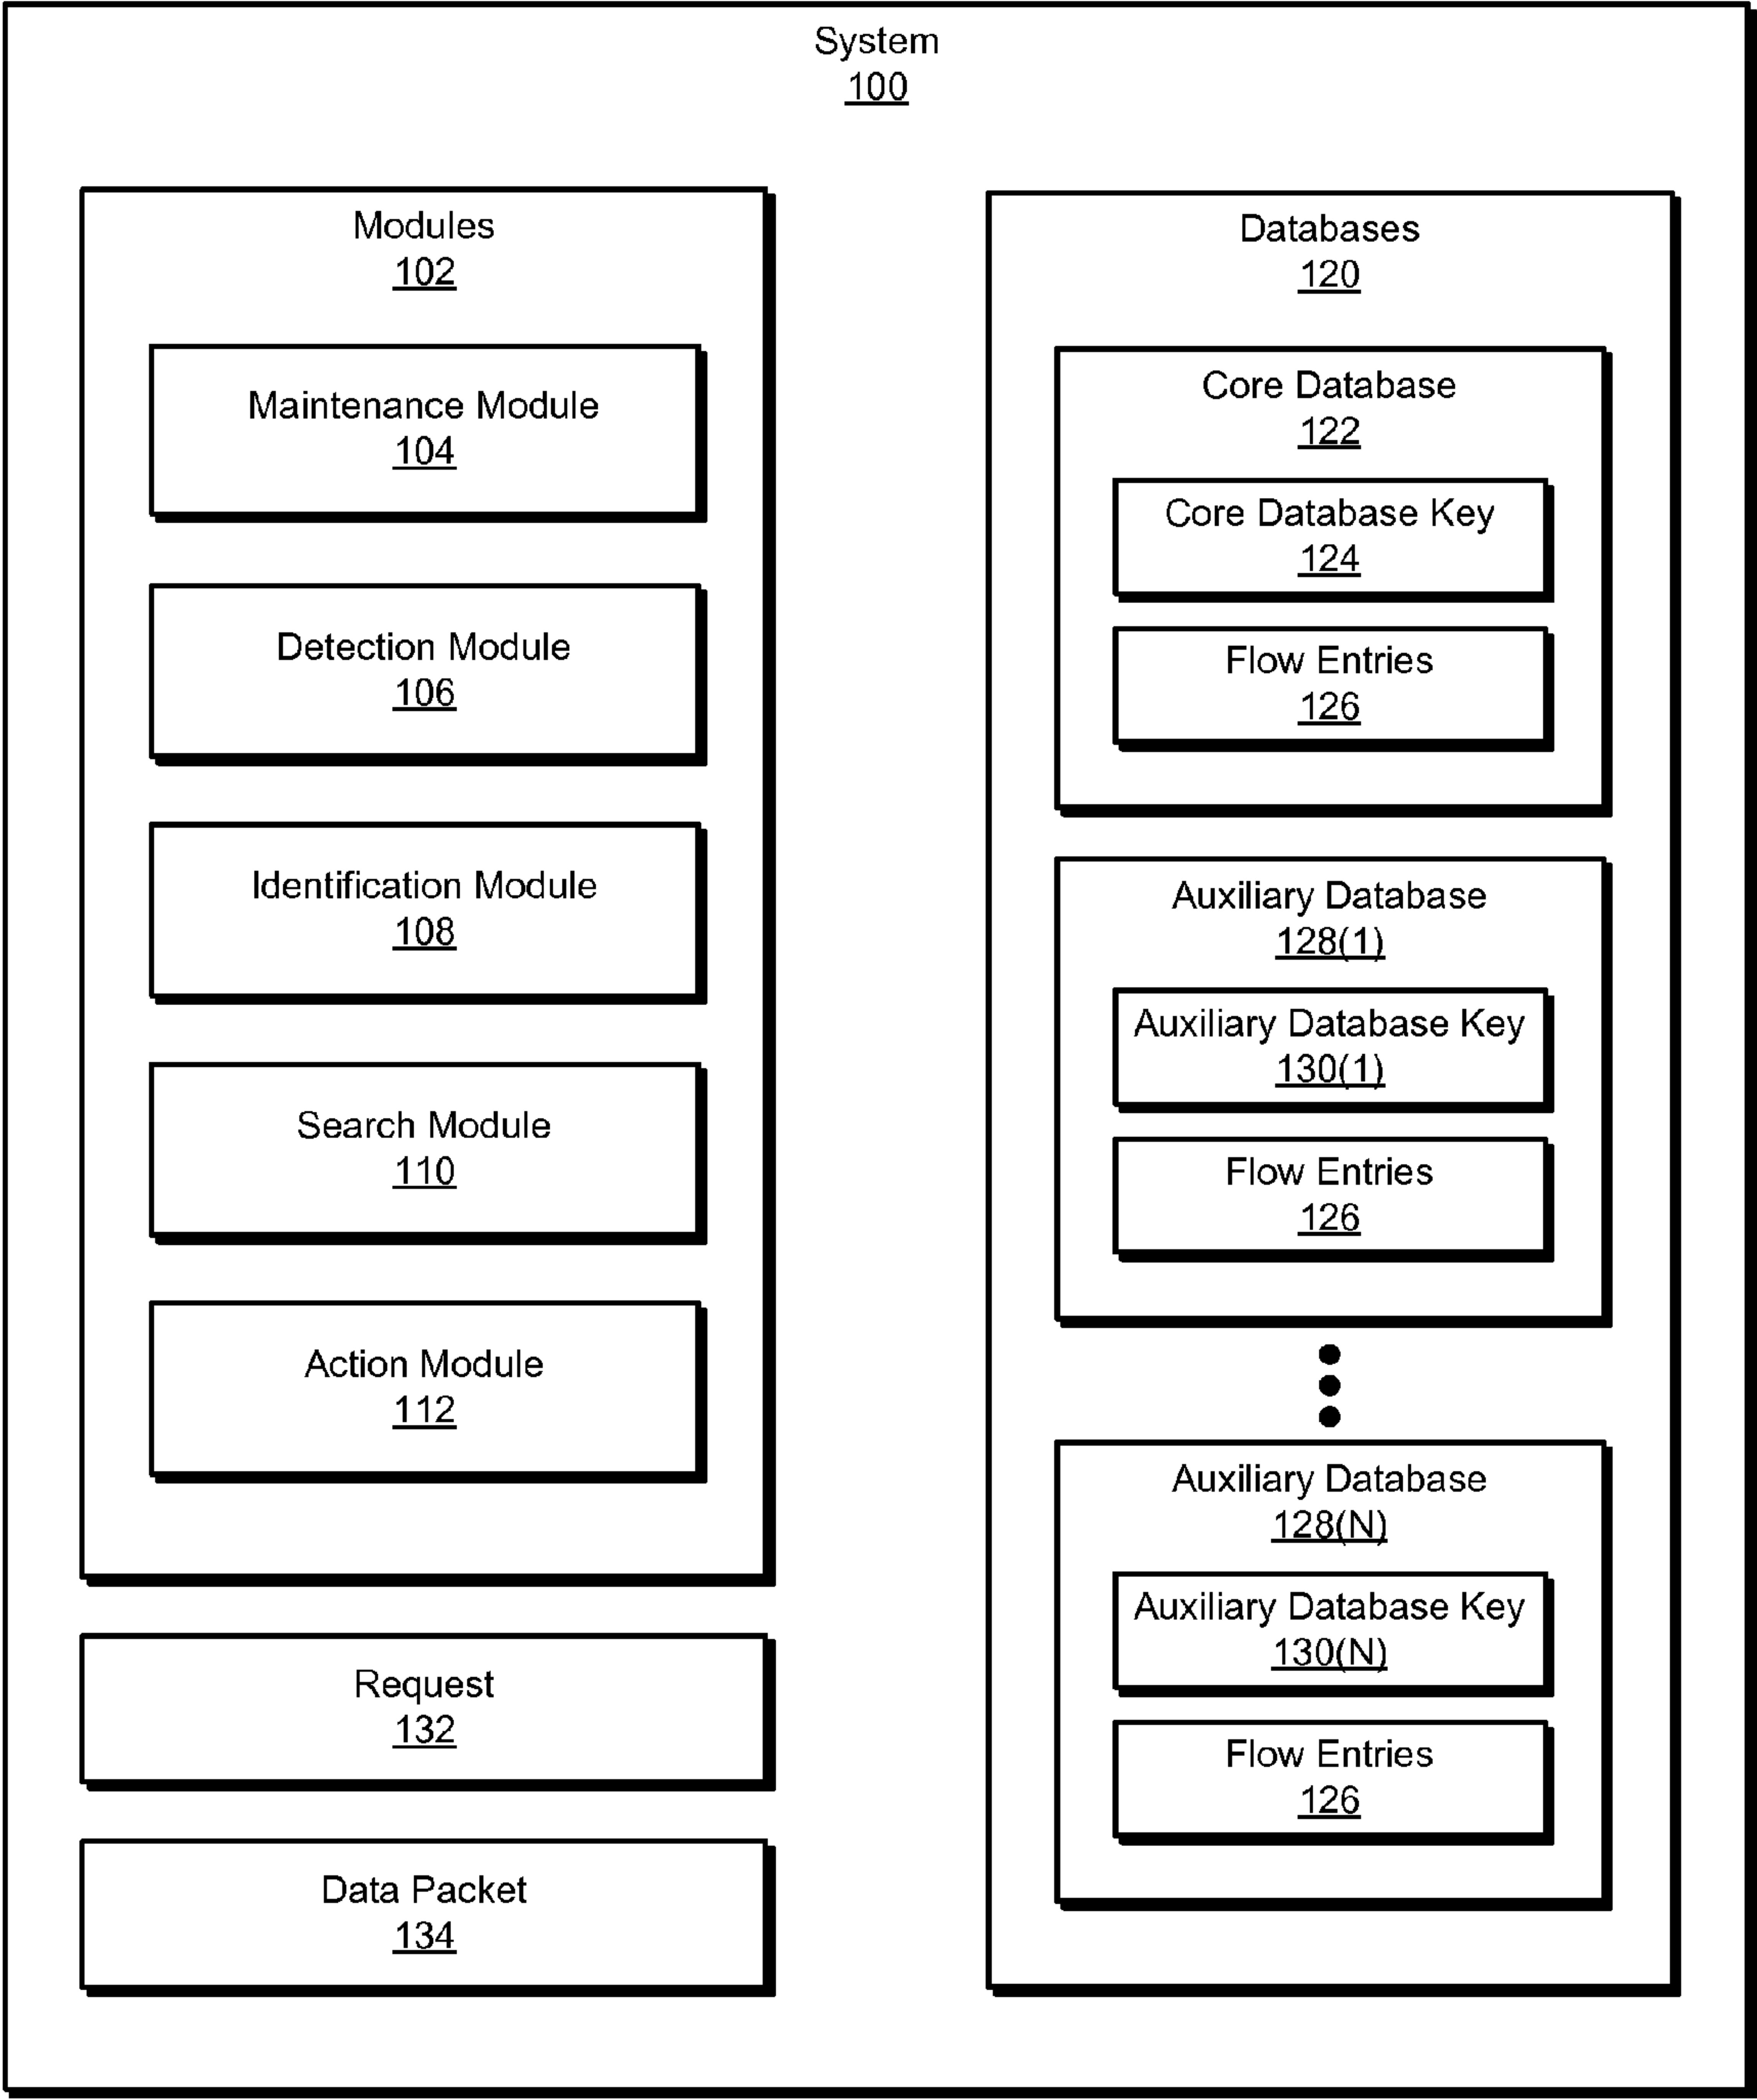 System
100
Modules
102
Maintenance Module
104
Detection Module
106
Identification Module
108
Search Module
110
Action Module
112
Request
132
Data Packet
134
Databases
120
Core Database
122
Core Database Key
124
Flow Entries
126
Auxiliary Database
128(1)
Auxiliary Database Key
130(1)
Flow Entries
126
Auxiliary Database
128(N)
Auxiliary Database Key
130(N)
Flow Entries
126